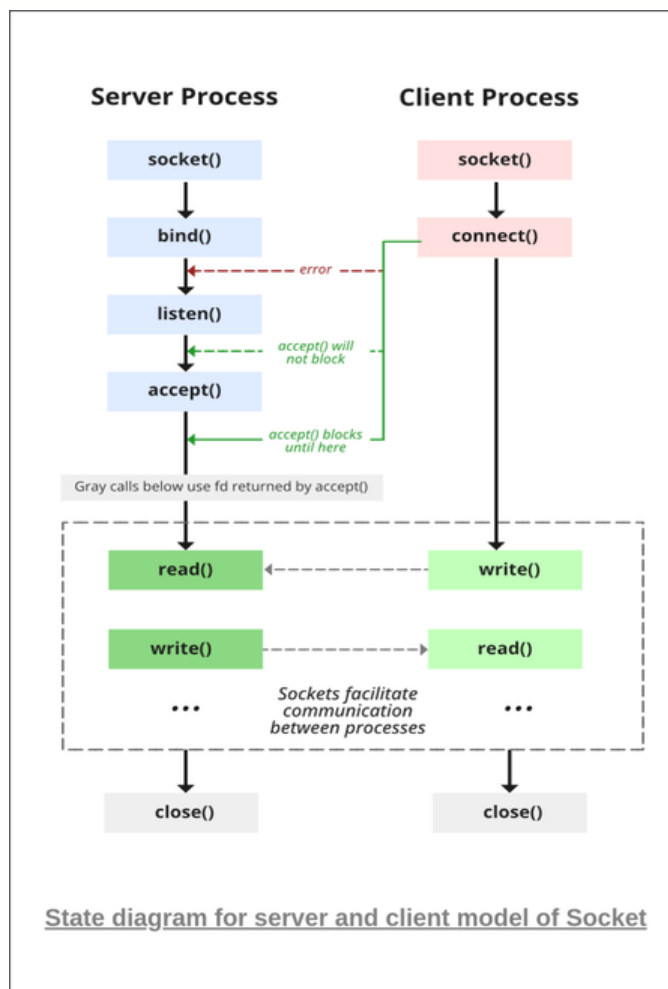 Server Process
Client Process
socket()
socket()
bind()
connect()
error
listen()
accept() will
not block
accept()
accept() blocks
until here
Gray calls below use fd returned by accept()
read()
write()
write()
read()
...
Sockets facilitate
communication
between processes
...
close()
close()
State diagram for server and client model of Socket